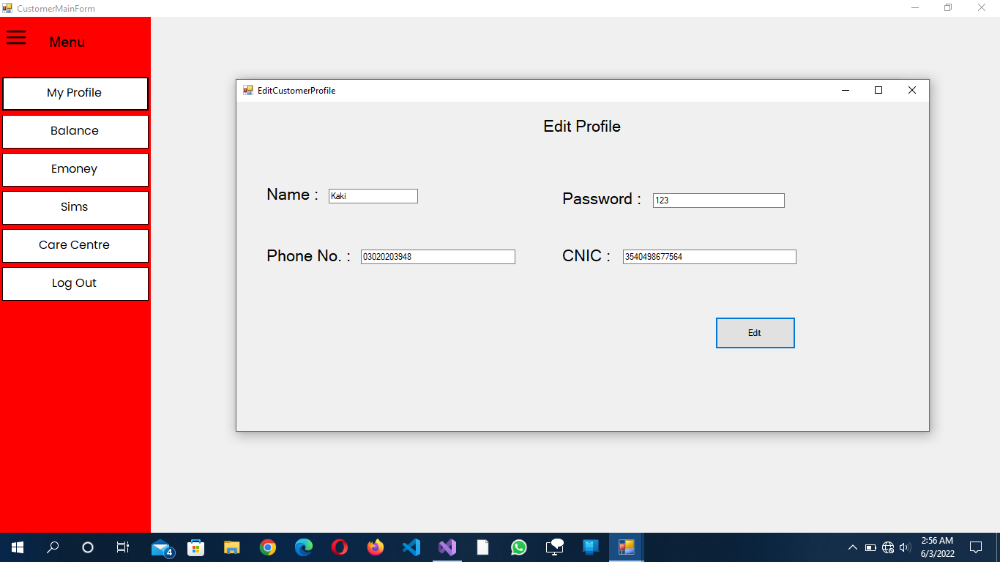 CustomerMainForm
Menu
My Profile
Balance
Emoney
Sims
Care Centre
Log Out
EditCustomerProfile
Edit Profile
Name : Kaki
Password : 123
Phone No. : 03020203948
CNIC : 3540498677564
Edit
4
2:56 AM
6/3/2022